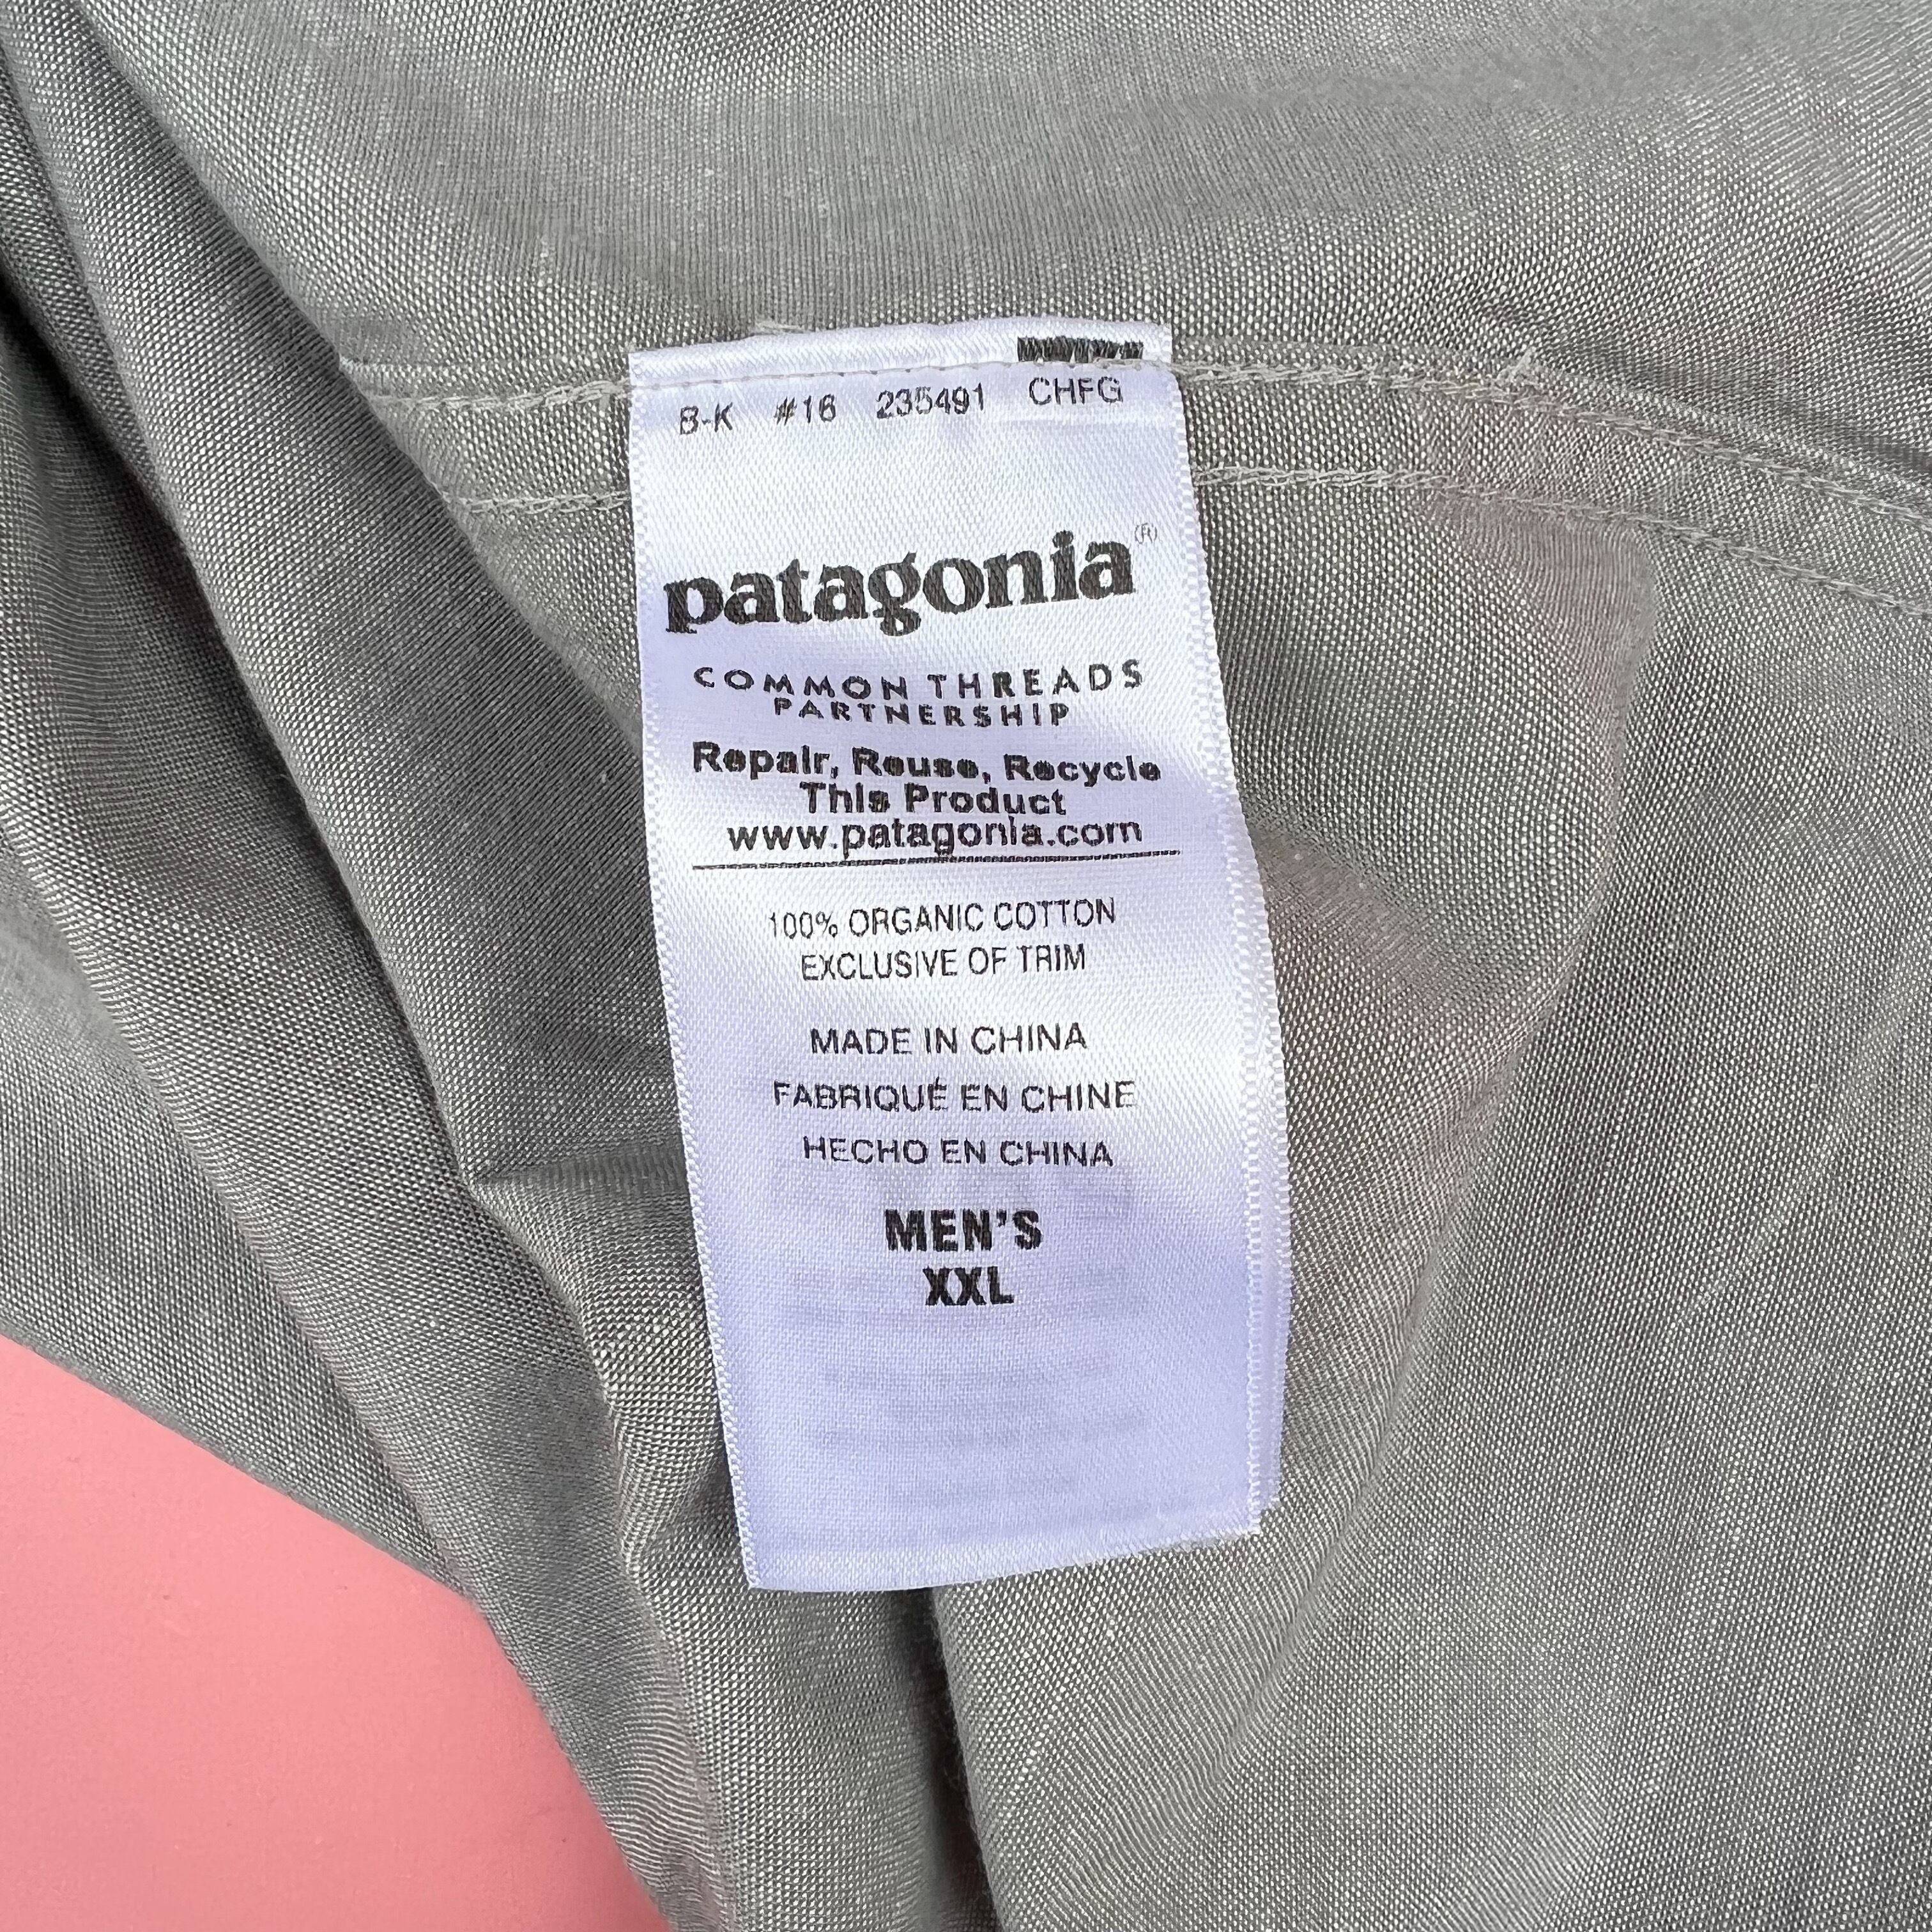 B-K #16 235491 CHFG
patagonia®
COMMON THREADS
PARTNERSHIP
Repair, Reuse, Recycle
This Product
www.patagonia.com
100% ORGANIC COTTON
EXCLUSIVE OF TRIM
MADE IN CHINA
FABRIQUÉ EN CHINE
HECHO EN CHINA
MEN'S
XXL